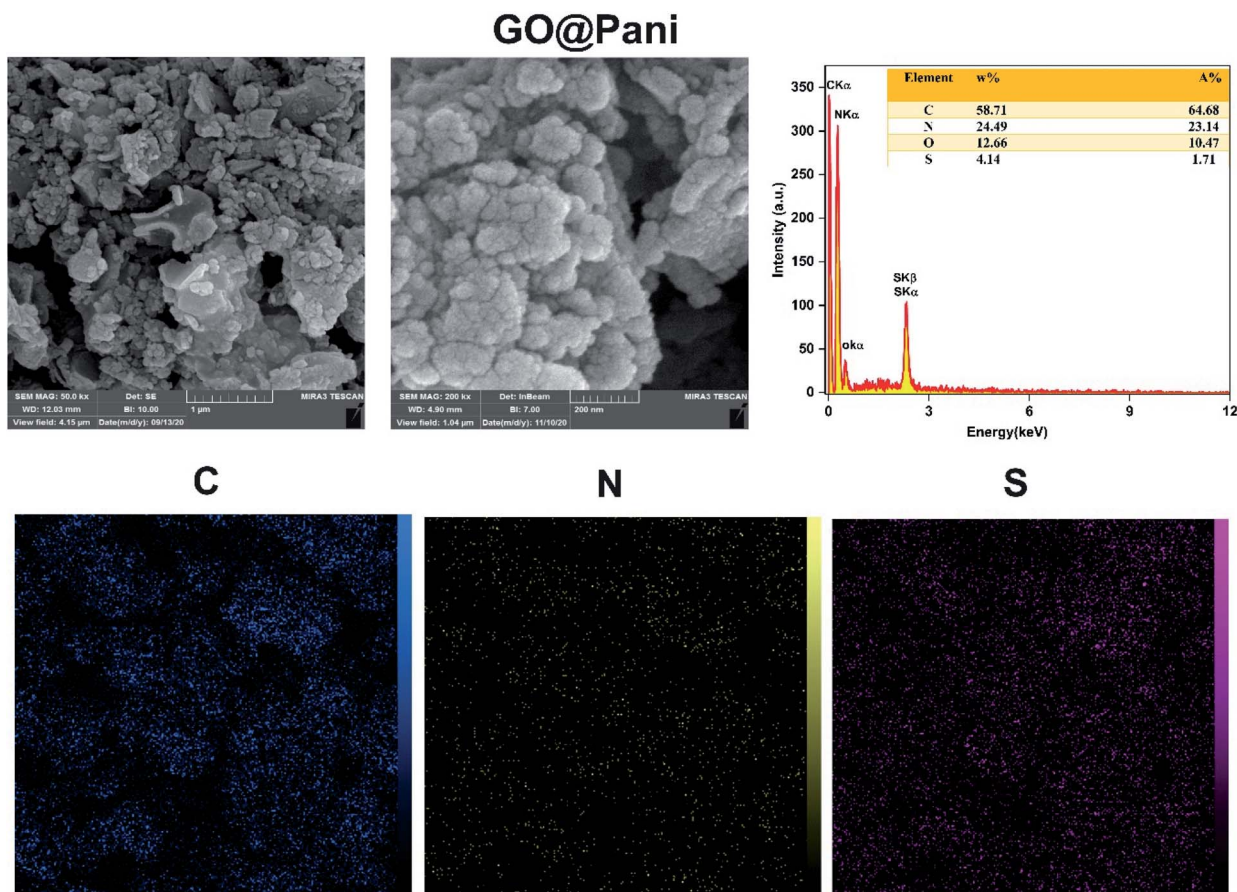 GO@Pani
SEM MAG: 50.0 kx Det: SE MIRA3 TESCAN
WD: 12.03 mm BI: 10.00 1 µm
View field: 4.15 µm Date(m/d/y): 09/13/20
SEM MAG: 200 kx Det: InBeam MIRA3 TESCAN
WD: 4.90 mm BI: 7.00 200 nm
View field: 1.04 µm Date(m/d/y): 11/10/20
Element w% A%
C 58.71 64.68
N 24.49 23.14
O 12.66 10.47
S 4.14 1.71
CKα
NKα
SKβ
SKα
okα
Intensity (a.u.)
350
300
250
200
150
100
50
0
0 3 6 9 12
Energy(keV)
C N S